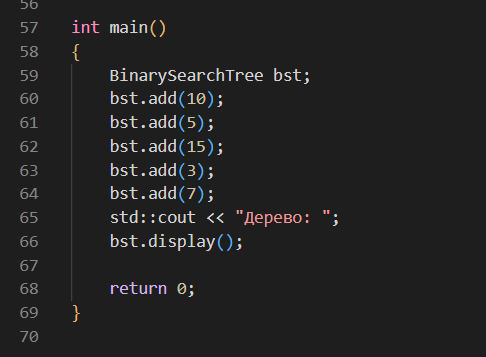 56
57 int main()
58 {
59     BinarySearchTree bst;
60     bst.add(10);
61     bst.add(5);
62     bst.add(15);
63     bst.add(3);
64     bst.add(7);
65     std::cout << "Дерево: ";
66     bst.display();
67
68     return 0;
69 }
70